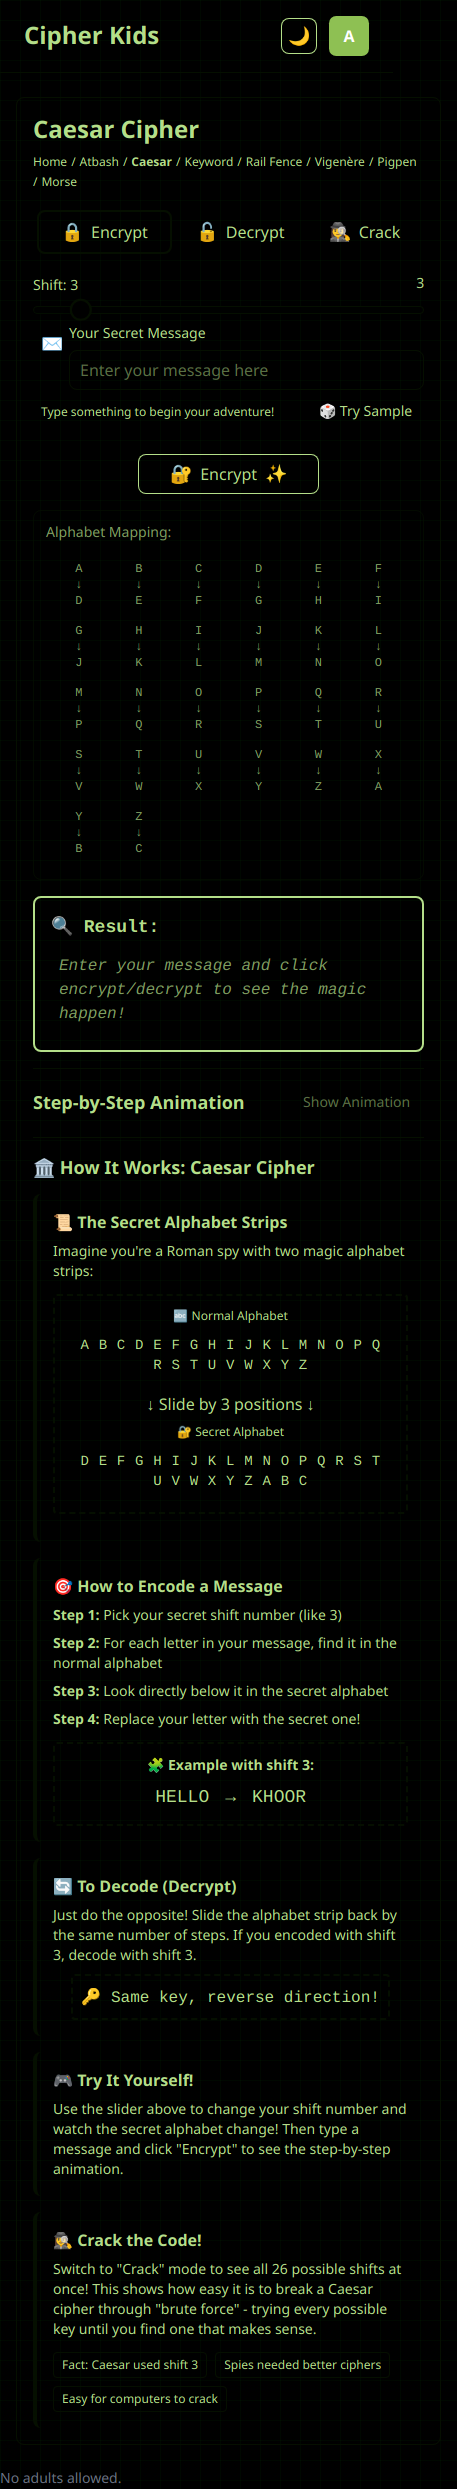 Cipher Kids
🌙 A
Caesar Cipher
Home / Atbash / Caesar / Keyword / Rail Fence / Vigenère / Pigpen
/ Morse
🔒 Encrypt 🔓 Decrypt 🕵️ Crack
Shift: 3 3
✉️ Your Secret Message
Enter your message here
Type something to begin your adventure! 🎲 Try Sample
🔐 Encrypt ✨
Alphabet Mapping:
A B C D E F
↓ ↓ ↓ ↓ ↓ ↓
D E F G H I
G H I J K L
↓ ↓ ↓ ↓ ↓ ↓
J K L M N O
M N O P Q R
↓ ↓ ↓ ↓ ↓ ↓
P Q R S T U
S T U V W X
↓ ↓ ↓ ↓ ↓ ↓
V W X Y Z A
Y Z
↓ ↓
B C
🔍 Result:
Enter your message and click
encrypt/decrypt to see the magic
happen!
Step-by-Step Animation Show Animation
🏛️ How It Works: Caesar Cipher
📜 The Secret Alphabet Strips
Imagine you're a Roman spy with two magic alphabet
strips:
🔤 Normal Alphabet
A B C D E F G H I J K L M N O P Q
R S T U V W X Y Z
↓ Slide by 3 positions ↓
🔐 Secret Alphabet
D E F G H I J K L M N O P Q R S T
U V W X Y Z A B C
🎯 How to Encode a Message
Step 1: Pick your secret shift number (like 3)
Step 2: For each letter in your message, find it in the
normal alphabet
Step 3: Look directly below it in the secret alphabet
Step 4: Replace your letter with the secret one!
🧩 Example with shift 3:
HELLO → KHOOR
🔄 To Decode (Decrypt)
Just do the opposite! Slide the alphabet strip back by
the same number of steps. If you encoded with shift
3, decode with shift 3.
🔑 Same key, reverse direction!
🎮 Try It Yourself!
Use the slider above to change your shift number and
watch the secret alphabet change! Then type a
message and click "Encrypt" to see the step-by-step
animation.
🕵️ Crack the Code!
Switch to "Crack" mode to see all 26 possible shifts at
once! This shows how easy it is to break a Caesar
cipher through "brute force" - trying every possible
key until you find one that makes sense.
Fact: Caesar used shift 3 Spies needed better ciphers
Easy for computers to crack
No adults allowed.